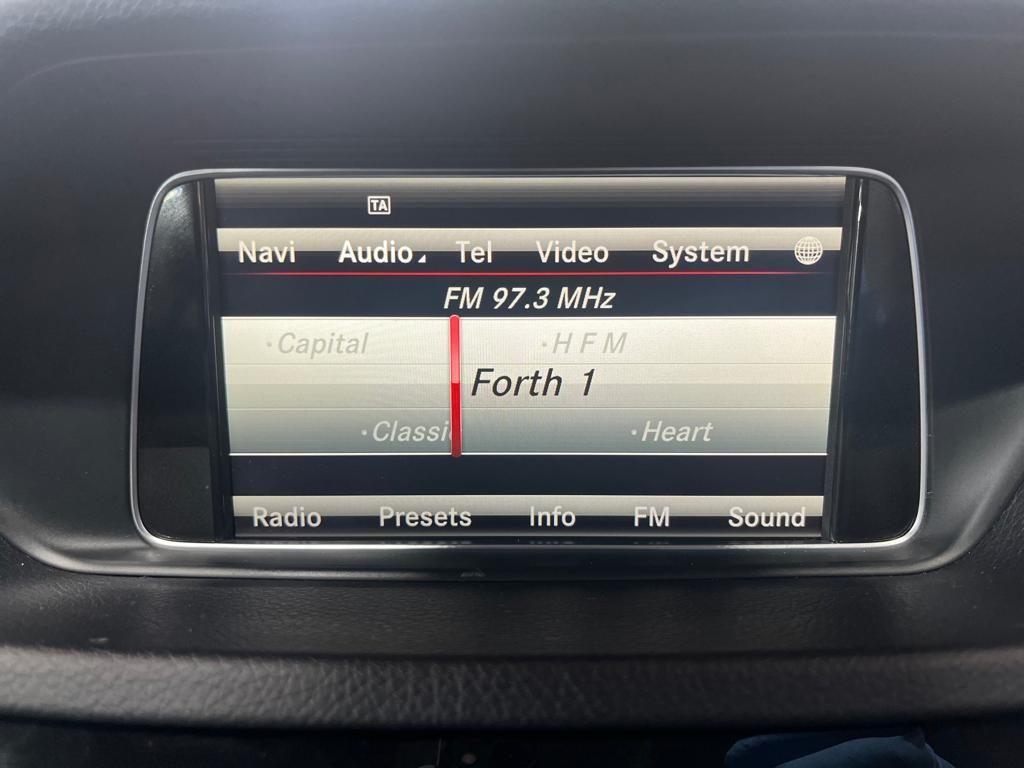 TA
Navi Audio Tel Video System
FM 97.3 MHz
Capital H F M
Forth 1
Classi Heart
Radio Presets Info FM Sound